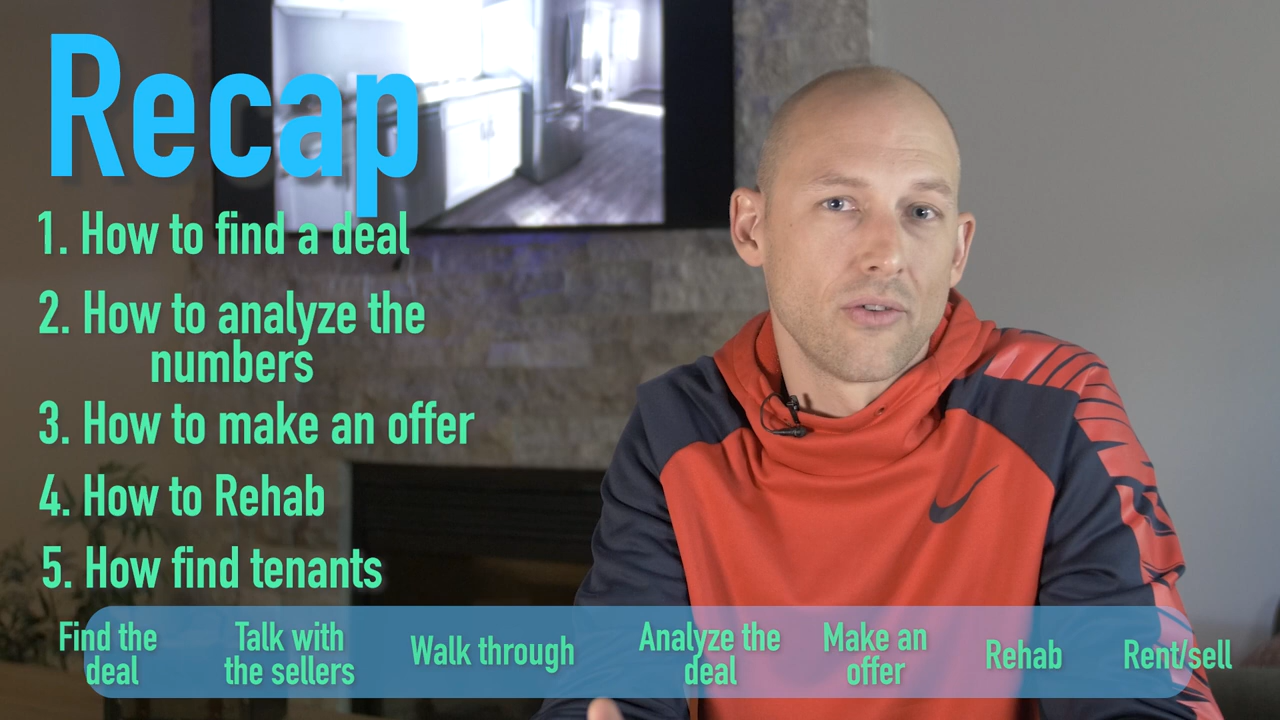 Recap
1. How to find a deal
2. How to analyze the
numbers
3. How to make an offer
4. How to Rehab
5. How find tenants
Find the
deal
Talk with
the sellers
Walk through
Analyze the
deal
Make an
offer
Rehab
Rent/sell